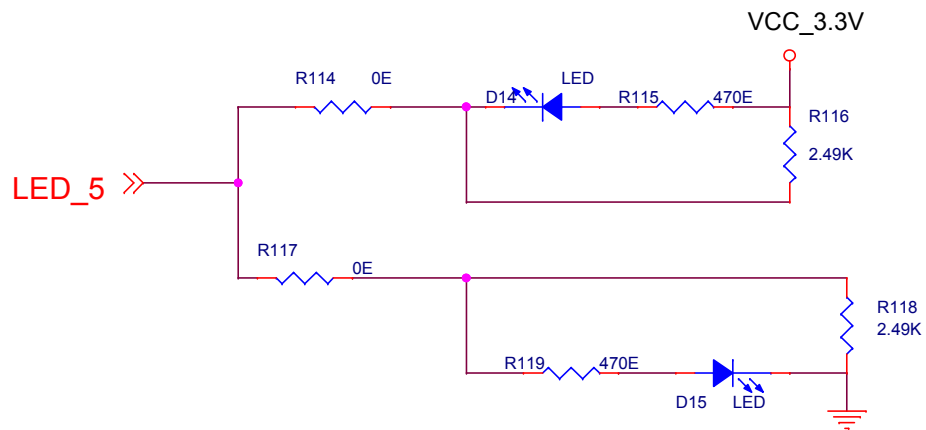 VCC_3.3V
R114 0E
LED
D14
R115 470E
R116
2.49K
LED_5
R117
0E
R118
2.49K
R119 470E
D15 LED